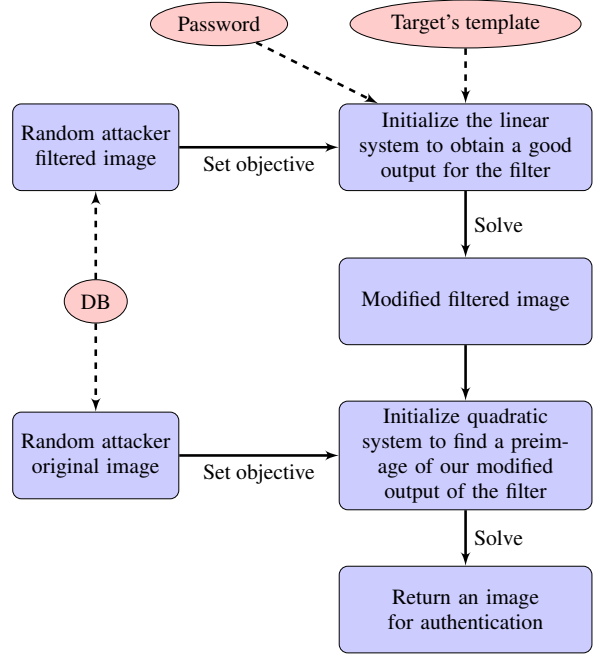 Password
Target's template
Random attacker
filtered image
Set objective
Initialize the linear
system to obtain a good
output for the filter
Solve
DB
Modified filtered image
Random attacker
original image
Set objective
Initialize quadratic
system to find a preim-
age of our modified
output of the filter
Solve
Return an image
for authentication